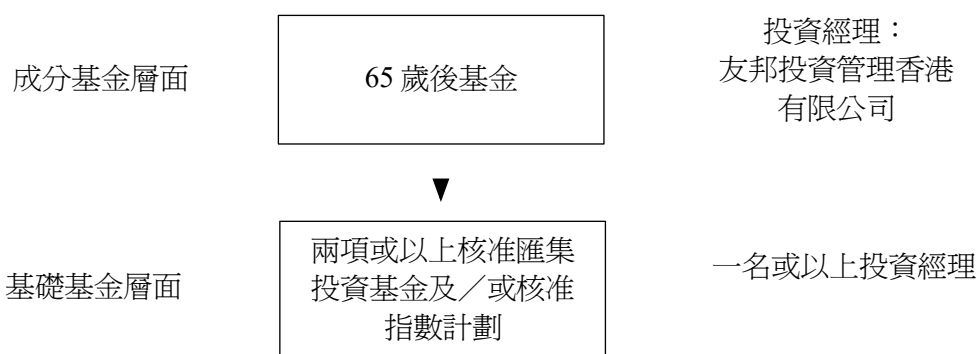 成分基金層面
65 歲後基金
投資經理：
友邦投資管理香港
有限公司
基礎基金層面
兩項或以上核准匯集
投資基金及／或核准
指數計劃
一名或以上投資經理